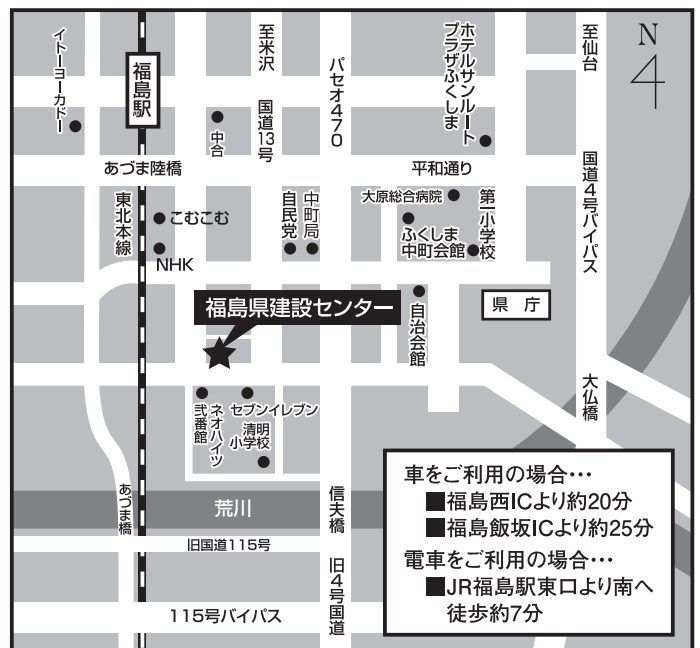 イトーヨーカドー
福島駅
至米沢
国道13号
パセオ470
ホテルサンルート
プラザふくしま
至仙台
N
中合
あづま陸橋
平和通り
国道4号バイパス
東北本線
こむこむ
NHK
自民党
中町局
大原総合病院
ふくしま
中町会館
第一小学校
福島県建設センター
自治会館
県庁
大仏橋
ネオハイツ
弐番館
セブンイレブン
清明
小学校
あづま橋
荒川
信夫橋
旧国道115号
旧4号国道
115号バイパス
車をご利用の場合…
■福島西ICより約20分
■福島飯坂ICより約25分
電車をご利用の場合…
■JR福島駅東口より南へ
徒歩約7分